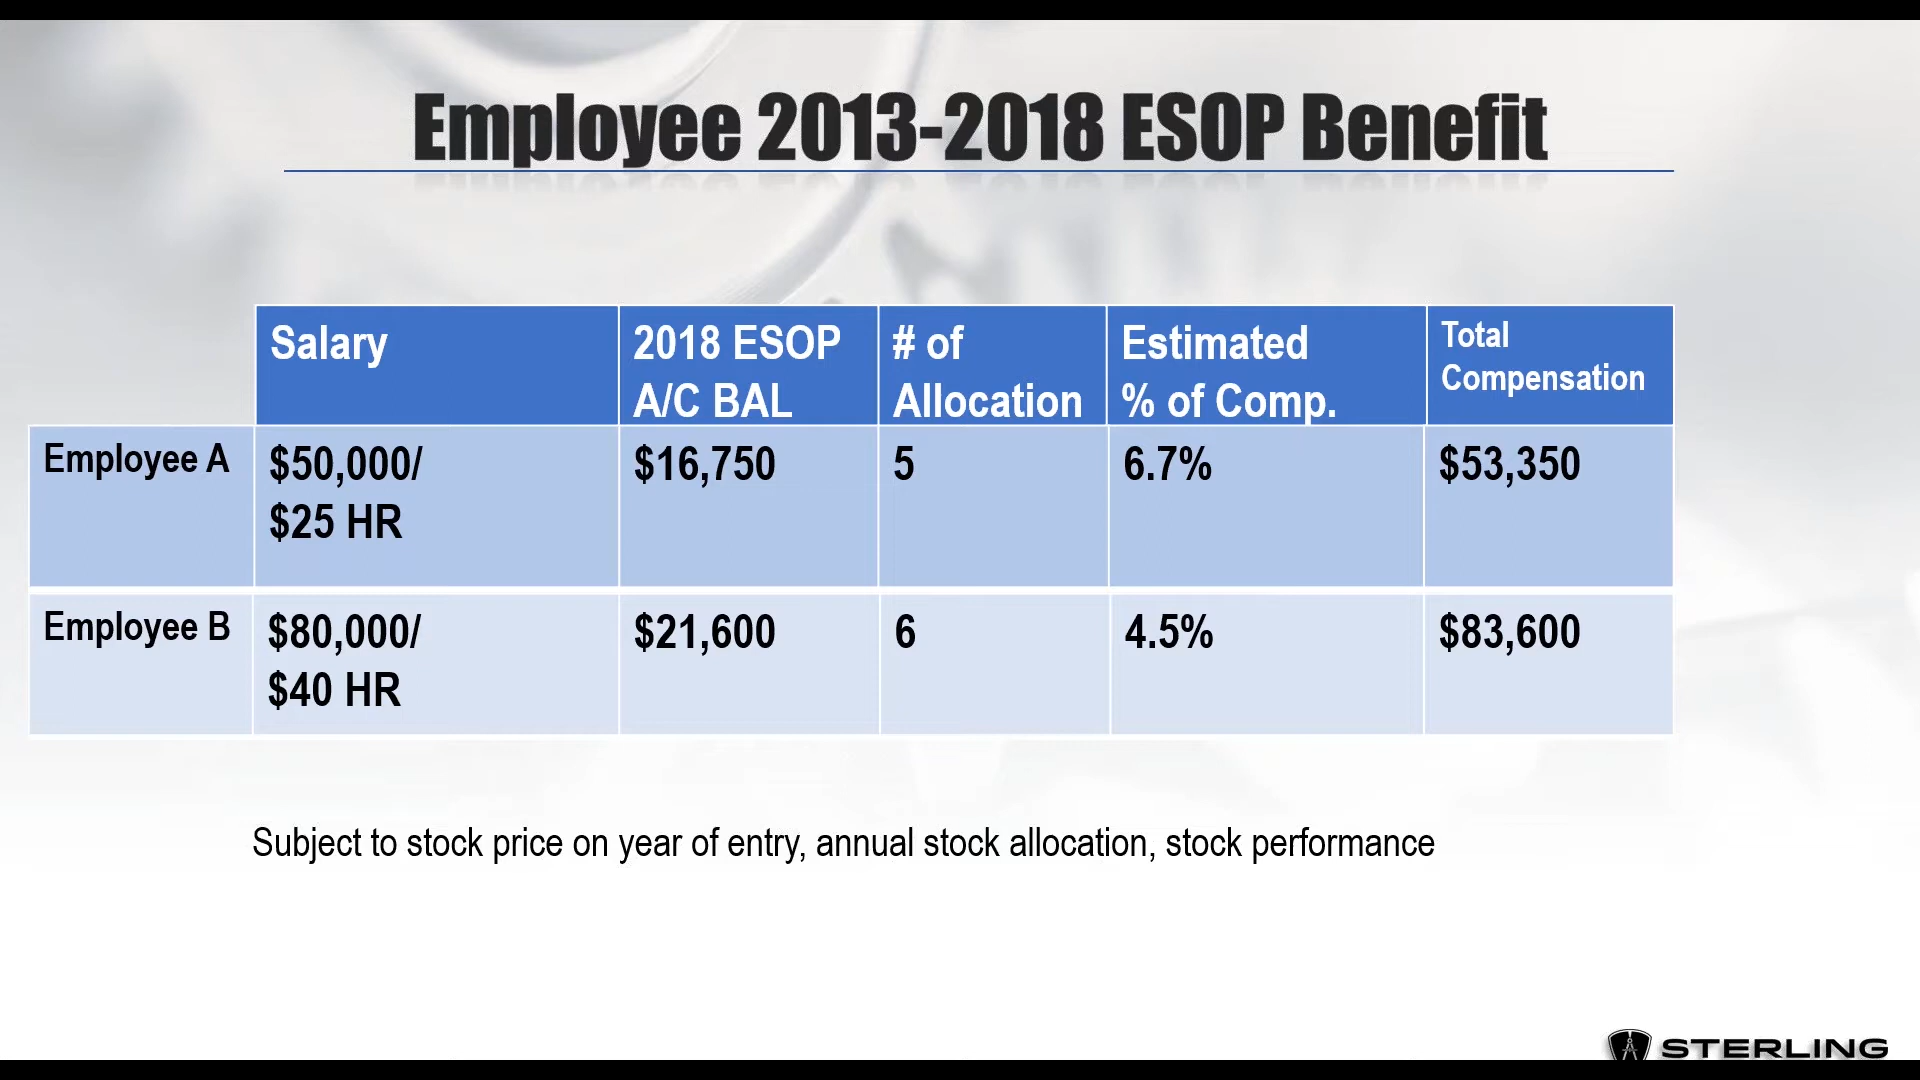 Employee 2013-2018 ESOP Benefit
Salary
2018 ESOP
A/C BAL
# of
Allocation
Estimated
% of Comp.
Total
Compensation
Employee A
$50,000/
$25 HR
$16,750
5
6.7%
$53,350
Employee B
$80,000/
$40 HR
$21,600
6
4.5%
$83,600
Subject to stock price on year of entry, annual stock allocation, stock performance
STERLING